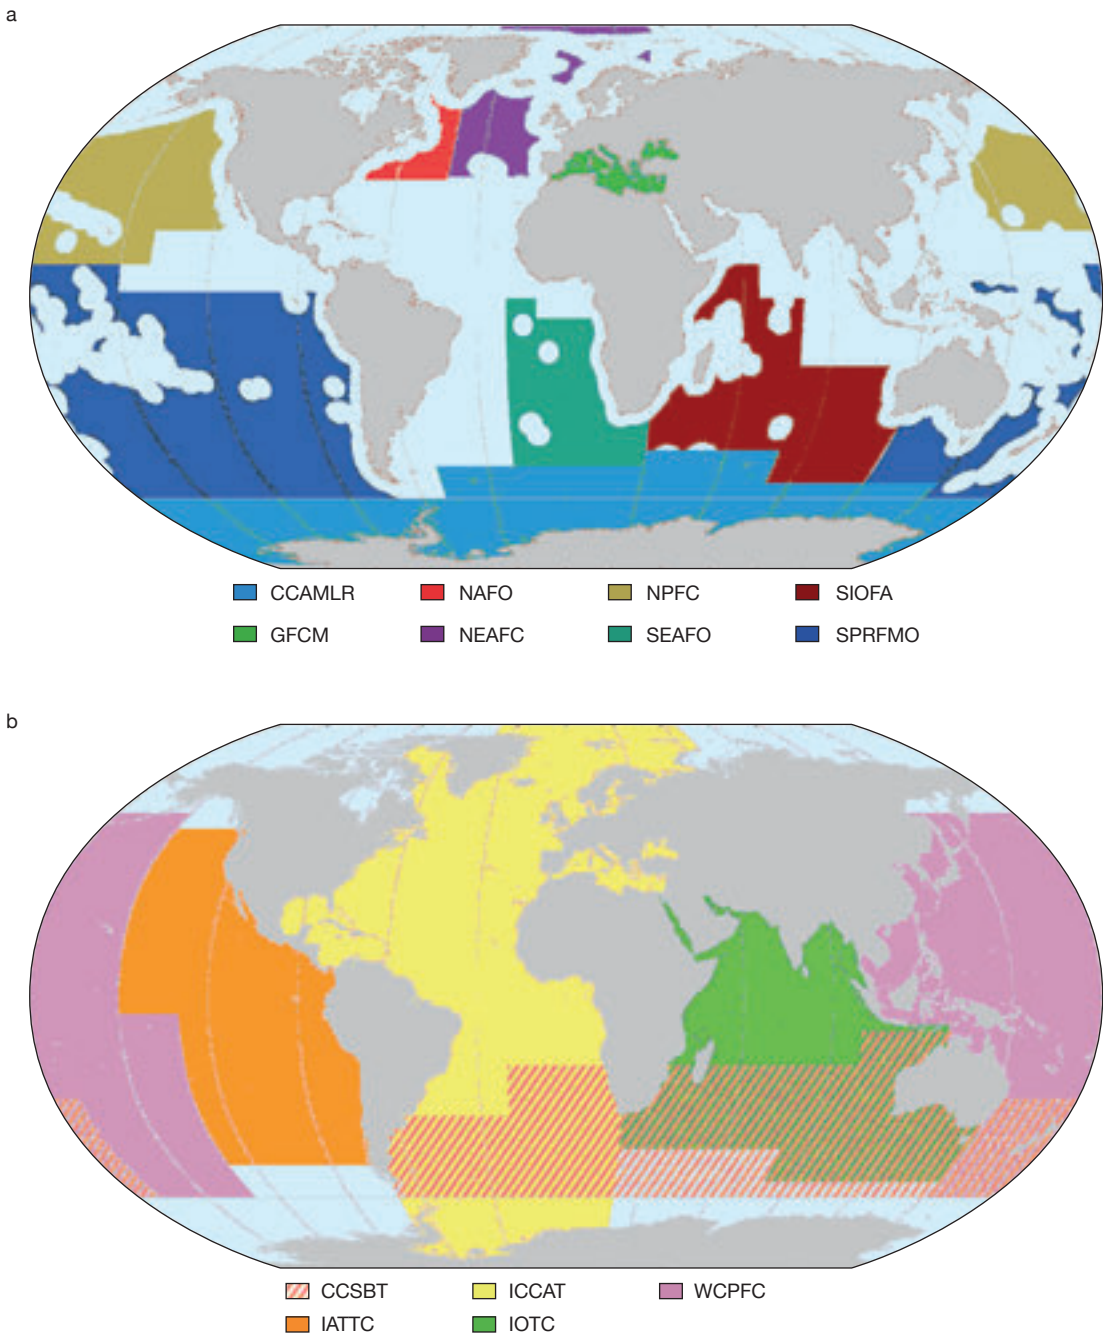 a
CCAMLR NAFO NPFC SIOFA
GFCM NEAFC SEAFO SPRFMO
b
CCSBT ICCAT WCPFC
IATTC IOTC